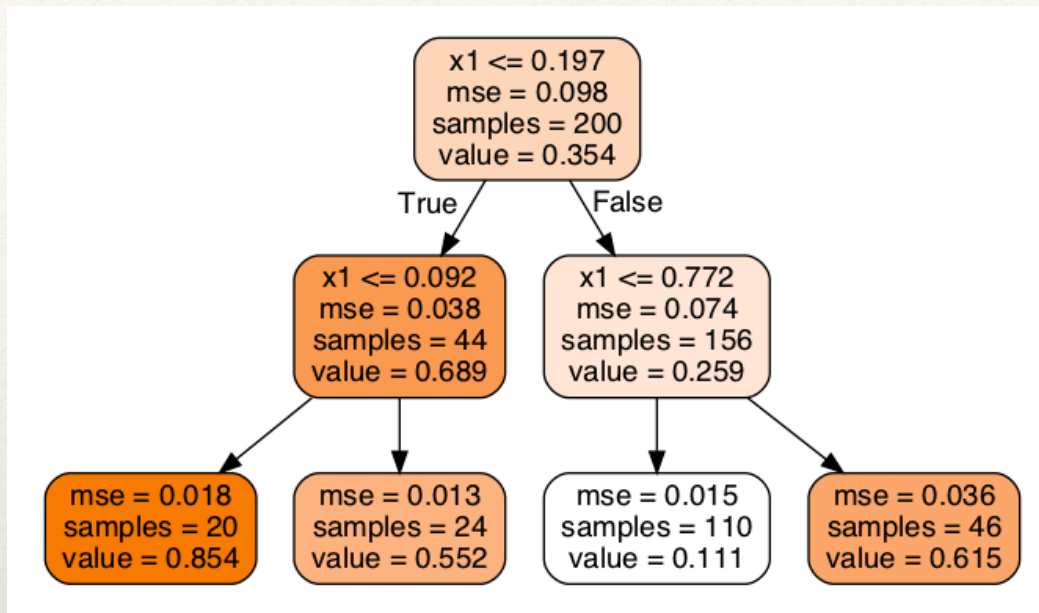 x1 <= 0.197
mse = 0.098
samples = 200
value = 0.354
True
False
x1 <= 0.092
mse = 0.038
samples = 44
value = 0.689
x1 <= 0.772
mse = 0.074
samples = 156
value = 0.259
mse = 0.018
samples = 20
value = 0.854
mse = 0.013
samples = 24
value = 0.552
mse = 0.015
samples = 110
value = 0.111
mse = 0.036
samples = 46
value = 0.615